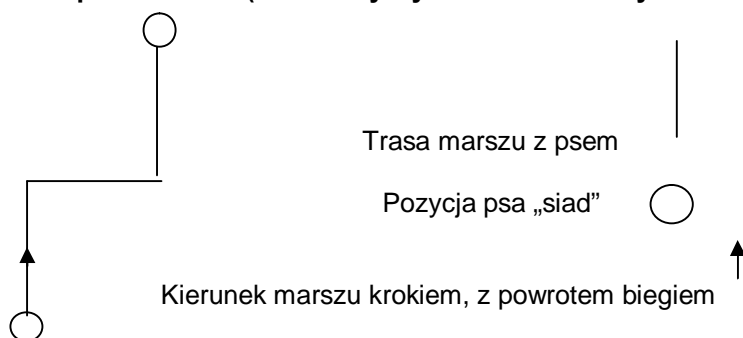 Trasa marszu z psem
Pozycja psa „siad”
Kierunek marszu krokiem, z powrotem biegiem